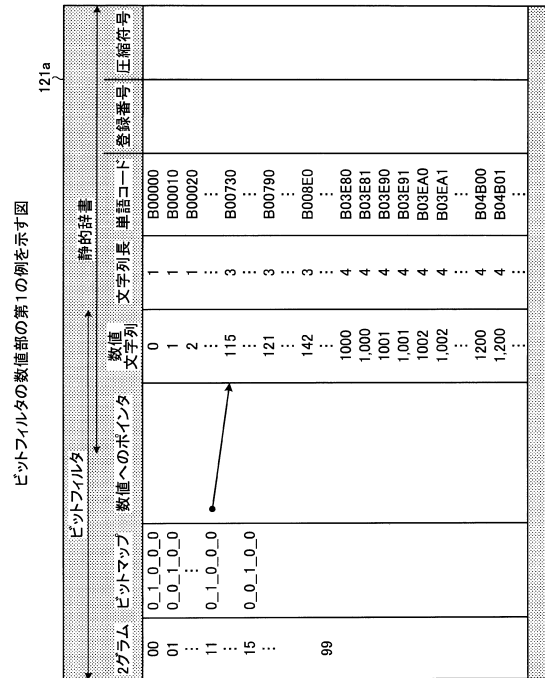 ビットフィルタの数値部の第1の例を示す図
121a
ビットフィルタ
静的辞書
2グラム ビットマップ 数値へのポインタ 数値文字列 文字列長 単語コード 登録番号 圧縮符号
00 0_1_0_0_0 0 1 B00000
01 0_0_1_0_0 1 1 B00010
2 1 B00020
… … … … …
11 0_1_0_0_0 115 3 B00730
… … … …
15 0_0_1_0_0 121 3 B00790
… … … …
142 3 B008E0
… … …
99 1000 4 B03E80
1,000 4 B03E81
1001 4 B03E90
1,001 4 B03E91
1002 4 B03EA0
1,002 4 B03EA1
… … …
1200 4 B04B00
1,200 4 B04B01
… … …